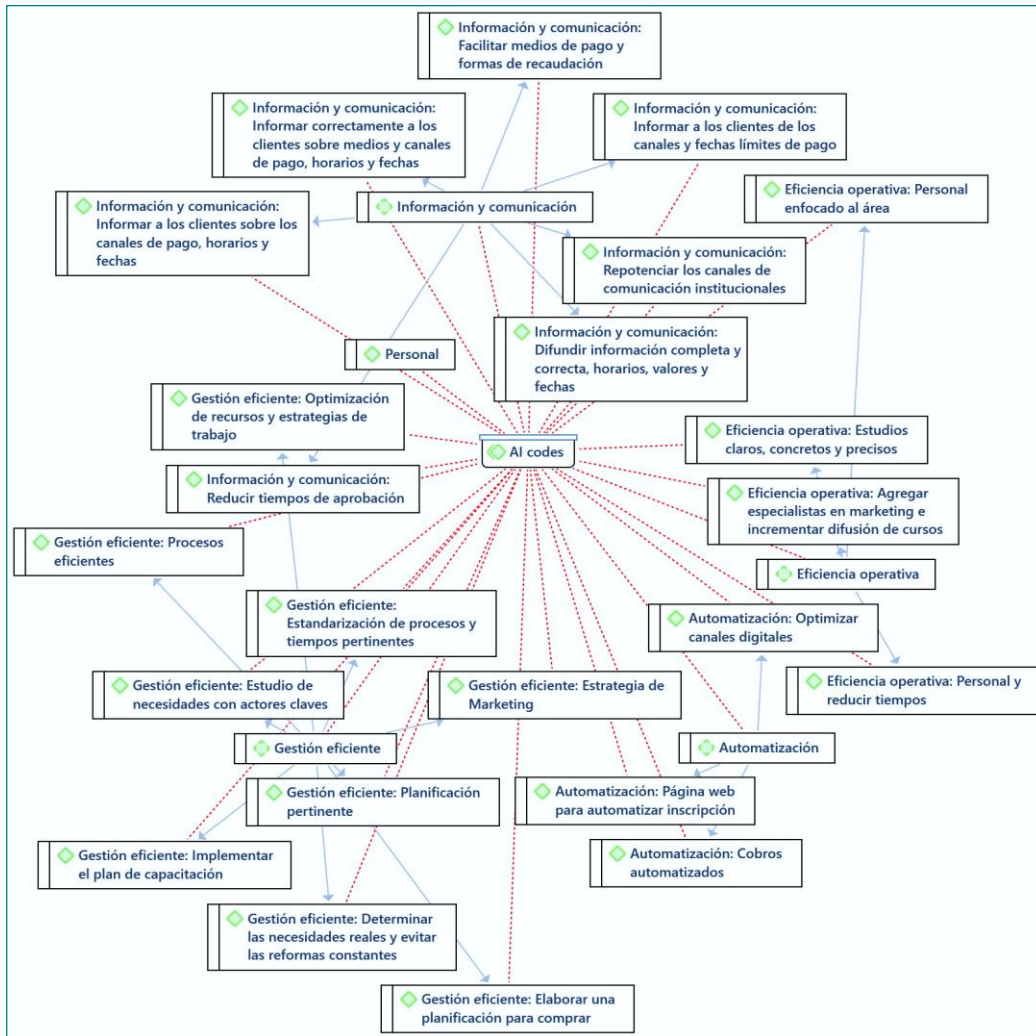 Información y comunicación:
Facilitar medios de pago y
formas de recaudación
Información y comunicación:
Informar correctamente a los
clientes sobre medios y canales
de pago, horarios y fechas
Información y comunicación:
Informar a los clientes de los
canales y fechas límites de pago
Eficiencia operativa: Personal
enfocado al área
Información y comunicación:
Informar a los clientes sobre los
canales de pago, horarios y
fechas
Información y comunicación
Información y comunicación:
Repotenciar los canales de
comunicación institucionales
Información y comunicación:
Difundir información completa y
correcta, horarios, valores y
fechas
Personal
Gestión eficiente: Optimización
de recursos y estrategias de
trabajo
AI codes
Eficiencia operativa: Estudios
claros, concretos y precisos
Información y comunicación:
Reducir tiempos de aprobación
Eficiencia operativa: Agregar
especialistas en marketing e
incrementar difusión de cursos
Gestión eficiente: Procesos
eficientes
Eficiencia operativa
Gestión eficiente:
Estandarización de procesos y
tiempos pertinentes
Automatización: Optimizar
canales digitales
Gestión eficiente: Estudio de
necesidades con actores claves
Gestión eficiente: Estrategia de
Marketing
Eficiencia operativa: Personal y
reducir tiempos
Gestión eficiente
Automatización
Gestión eficiente: Planificación
pertinente
Automatización: Página web
para automatizar inscripción
Gestión eficiente: Implementar
el plan de capacitación
Automatización: Cobros
automatizados
Gestión eficiente: Determinar
las necesidades reales y evitar
las reformas constantes
Gestión eficiente: Elaborar una
planificación para comprar